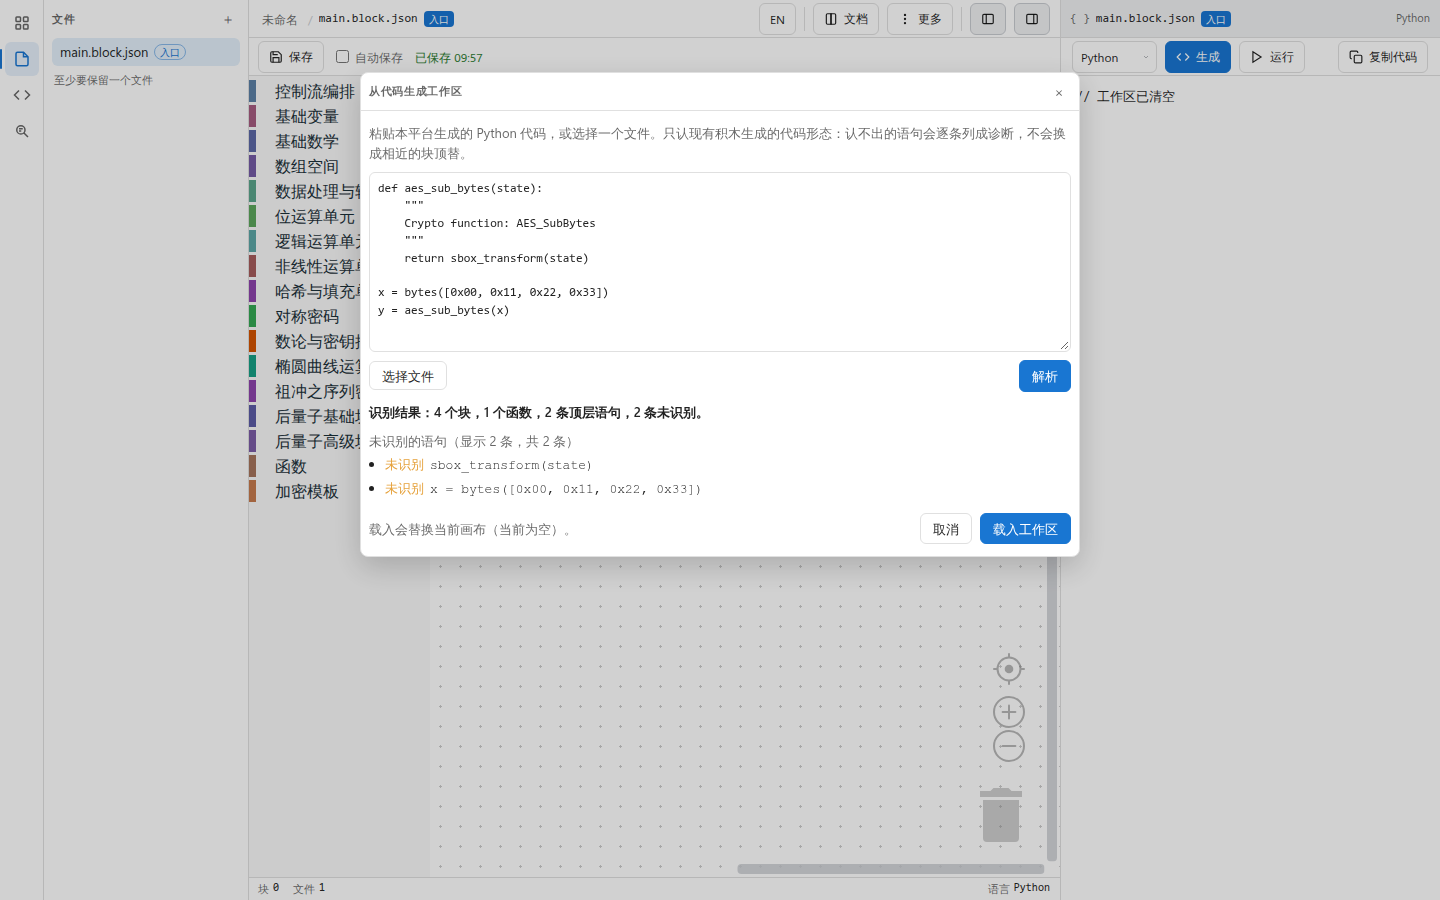 文件
+
main.block.json 入口
至少要保留一个文件
未命名 / main.block.json 入口
EN
文档
更多
保存
自动保存
已保存 09:57
{ } main.block.json 入口
Python
Python
生成
运行
复制代码
/ 工作区已清空
控制流编排
基础变量
基础数学
数组空间
数据处理与
位运算单元
逻辑运算单
非线性运算
哈希与填充
对称密码
数论与密钥
椭圆曲线运
祖冲之序列
后量子基础
后量子高级
函数
加密模板
从代码生成工作区
×
粘贴本平台生成的 Python 代码，或选择一个文件。只认现有积木生成的代码形态：认不出的语句会逐条列成诊断，不会换
成相近的块顶替。
def aes_sub_bytes(state):
"""
Crypto function: AES_SubBytes
"""
return sbox_transform(state)
x = bytes([0x00, 0x11, 0x22, 0x33])
y = aes_sub_bytes(x)
选择文件
解析
识别结果：4 个块，1 个函数，2 条顶层语句，2 条未识别。
未识别的语句（显示 2 条，共 2 条）
未识别 sbox_transform(state)
未识别 x = bytes([0x00, 0x11, 0x22, 0x33])
载入会替换当前画布（当前为空）。
取消
载入工作区
块 0 文件 1
语言 Python